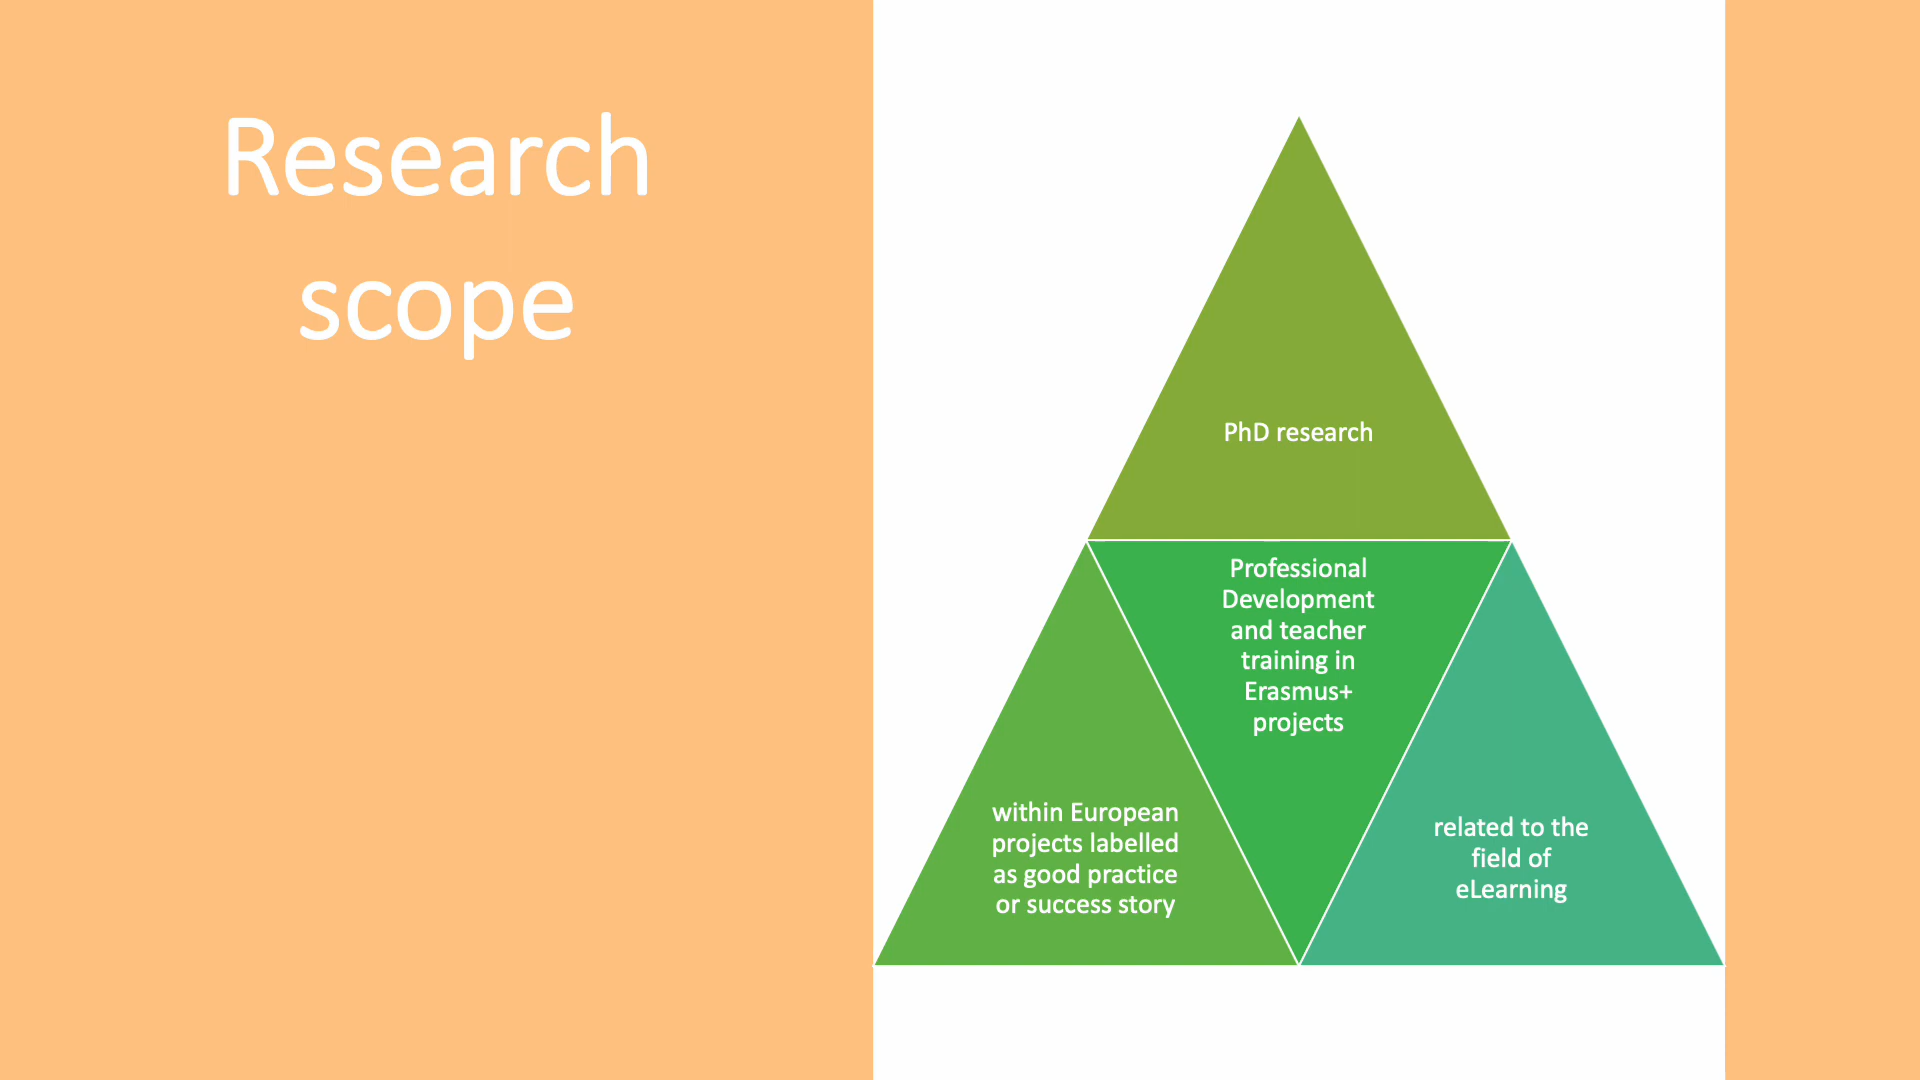 Research
scope
PhD research
Professional
Development
and teacher
training in
Erasmus+
projects
within European
projects labelled
as good practice
or success story
related to the
field of
eLearning